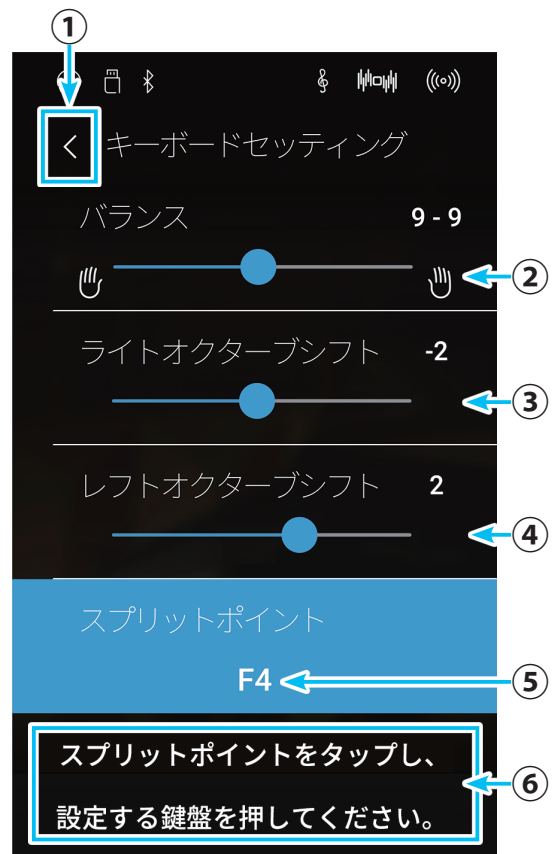 ①
キーボードセッティング
バランス 9 - 9
②
ライトオクターブシフト -2
③
レフトオクターブシフト 2
④
スプリットポイント
F4
⑤
スプリットポイントをタップし、
⑥
設定する鍵盤を押してください。